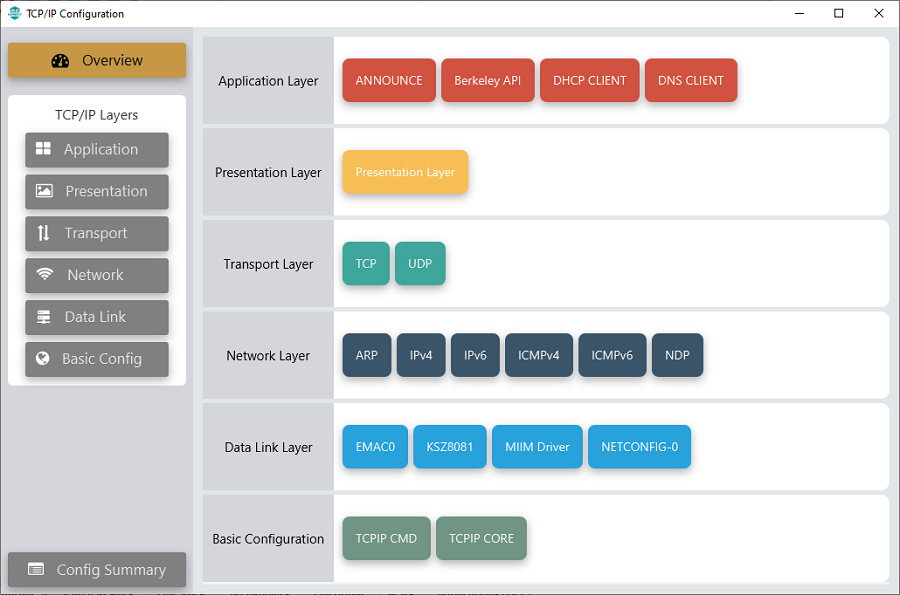 TCP/IP Configuration
Overview
TCP/IP Layers
Application
Presentation
Transport
Network
Data Link
Basic Config
Config Summary
Application Layer
ANNOUNCE
Berkeley API
DHCP CLIENT
DNS CLIENT
Presentation Layer
Presentation Layer
Transport Layer
TCP
UDP
Network Layer
ARP
IPv4
IPv6
ICMPv4
ICMPv6
NDP
Data Link Layer
EMAC0
KSZ8081
MIIM Driver
NETCONFIG-0
Basic Configuration
TCPIP CMD
TCPIP CORE